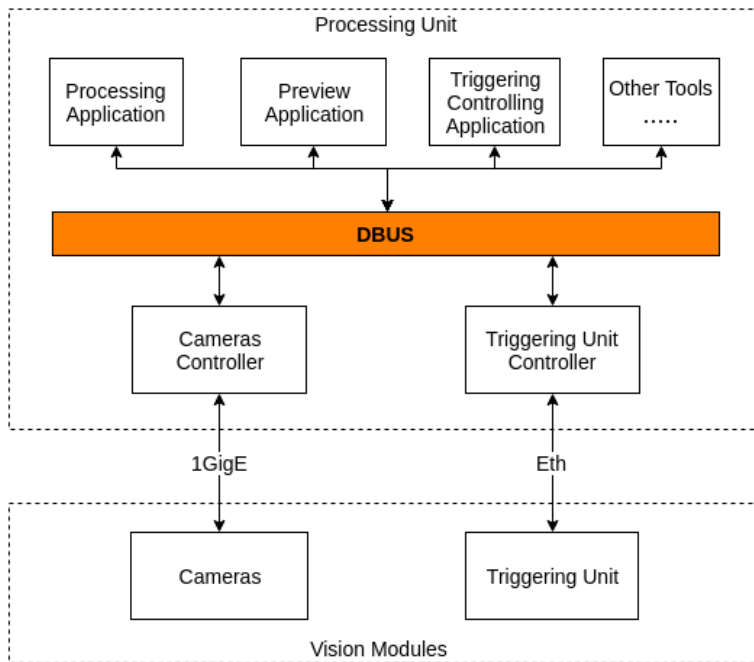 Processing Unit
Processing
Application
Preview
Application
Triggering
Controlling
Application
Other Tools
.....
DBUS
Cameras
Controller
Triggering Unit
Controller
1GigE
Eth
Cameras
Triggering Unit
Vision Modules